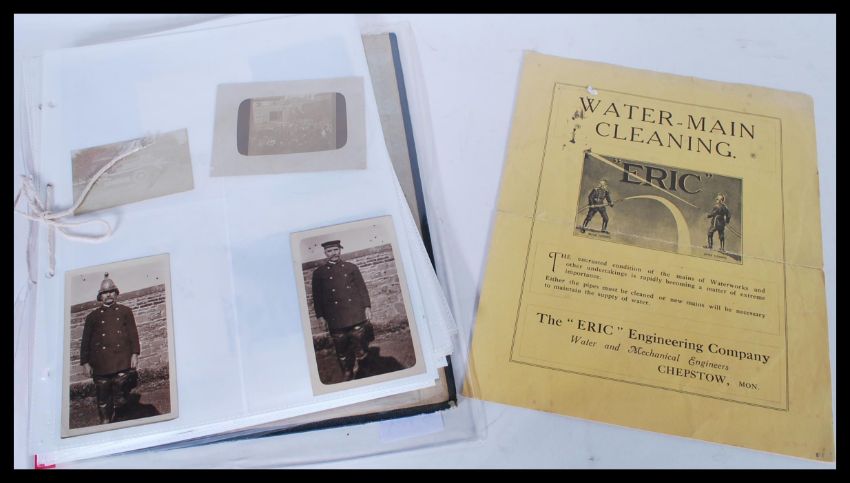 WATER-MAIN
CLEANING.
"ERIC"
THE uncreated condition of the mains of Waterworks and
other undertakings is rapidly becoming a matter of extreme
importance.
Either the pipes must be cleaned or new mains will be necessary
to maintain the supply of water.
The "ERIC" Engineering Company
Water and Mechanical Engineers
CHEPSTOW, MON.